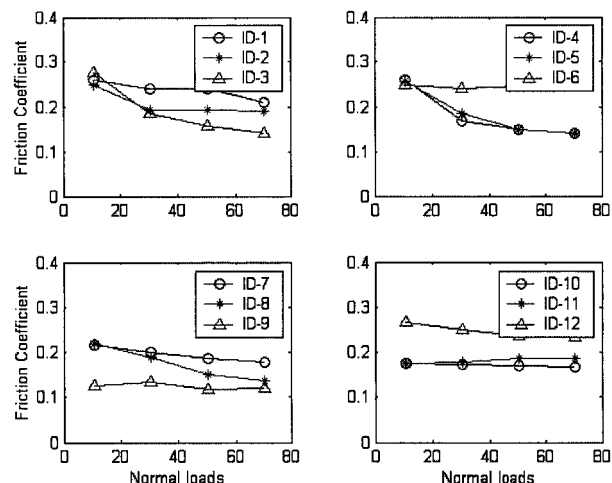 0.4
0.3
0.2
0.1
0
0 20 40 60 80
Friction Coefficient
ID-1
ID-2
ID-3
0.4
0.3
0.2
0.1
0
0 20 40 60 80
ID-4
ID-5
ID-6
0.4
0.3
0.2
0.1
0
0 20 40 60 80
Friction Coefficient
Normal loads
ID-7
ID-8
ID-9
0.4
0.3
0.2
0.1
0
0 20 40 60 80
Normal loads
ID-10
ID-11
ID-12